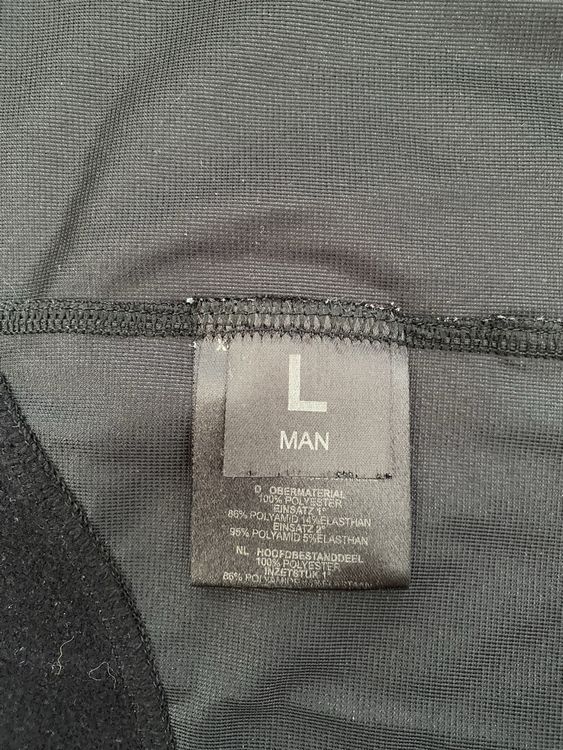 X
L
MAN
D OBERMATERIAL
100% POLYESTER
EINSATZ 1*
86% POLYAMID 14%ELASTHAN
EINSATZ 2*
95% POLYAMID 5%ELASTHAN
NL HOOFDBESTANDDEEL
100% POLYESTER
INZETSTUK 1*
86%